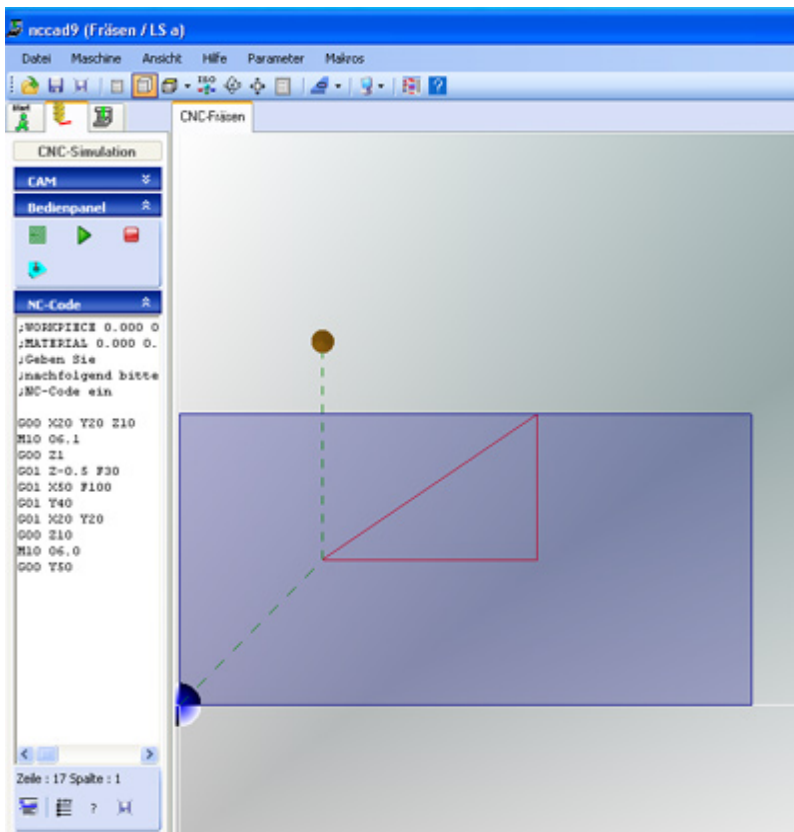 nccad9 (Fräsen / LS a)
Datei Maschine Ansicht Hilfe Parameter Makros
ISO
Start
CNC-Fräsen
CNC-Simulation
CAM
Bedienpanel
NC-Code
;WORKPIECE 0.000 0
;MATERIAL 0.000 0.
;Geben Sie
;nachfolgend bitte
;NC-Code ein
G00 X20 Y20 Z10
M10 O6.1
G00 Z1
G01 Z-0.5 F30
G01 X50 F100
G01 Y40
G01 X20 Y20
G00 Z10
M10 O6.0
G00 Y50
Zeile : 17 Spalte : 1
?